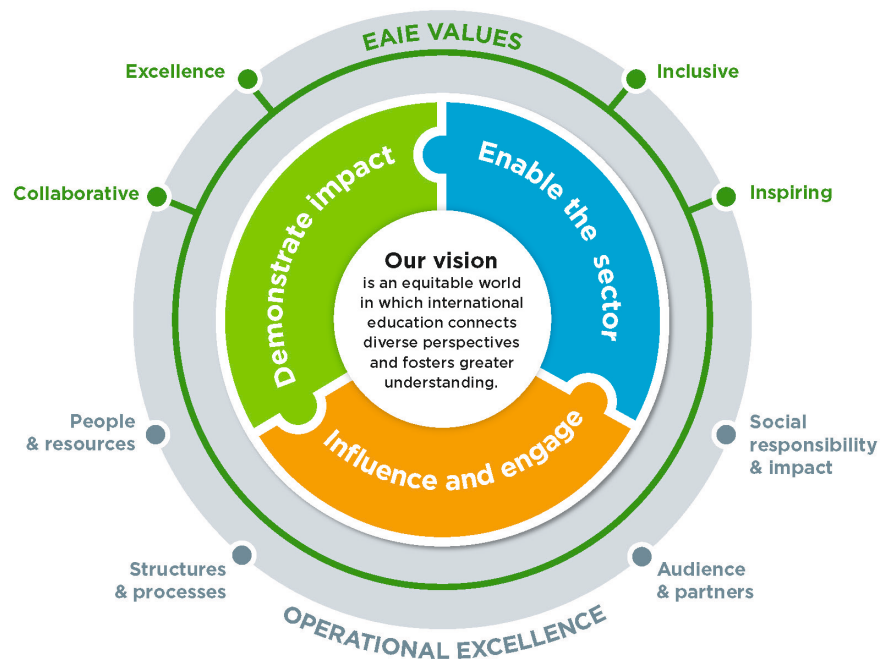 EAIE VALUES
Excellence
Inclusive
Collaborative
Inspiring
Demonstrate impact
Enable the sector
Influence and engage
Our vision
is an equitable world
in which international
education connects
diverse perspectives
and fosters greater
understanding.
People
& resources
Social
responsibility
& impact
Structures
& processes
Audience
& partners
OPERATIONAL EXCELLENCE